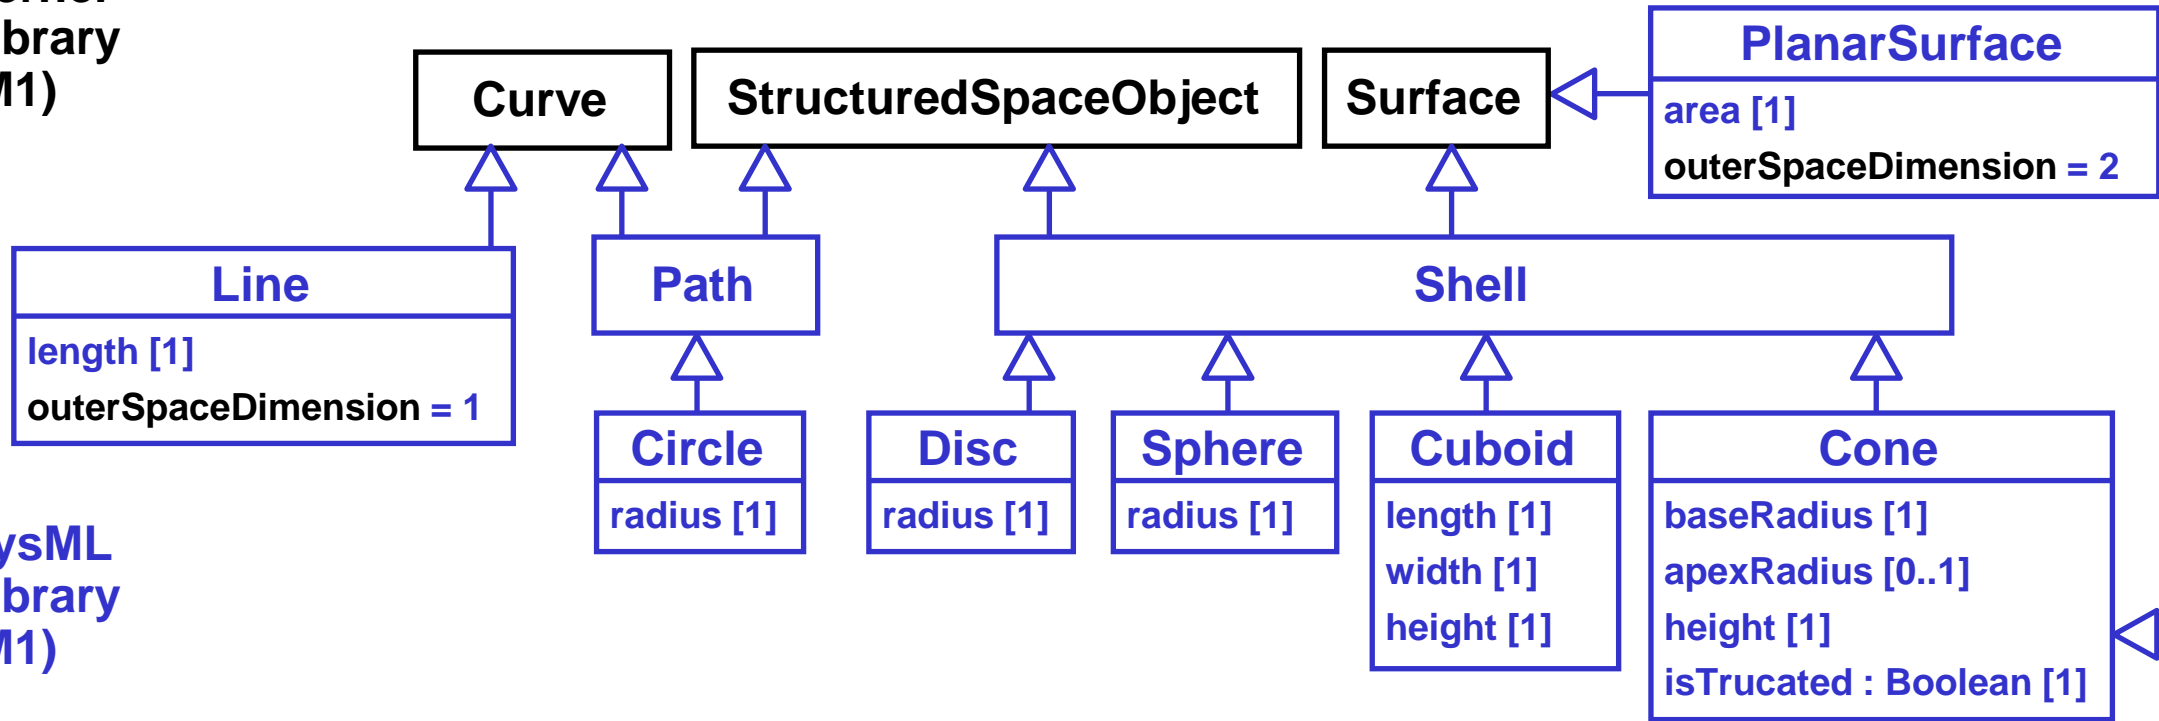 brary
M1)
Curve
StructuredSpaceObject
Surface
PlanarSurface
area [1]
outerSpaceDimension = 2
Line
length [1]
outerSpaceDimension = 1
Path
Shell
Circle
radius [1]
Disc
radius [1]
Sphere
radius [1]
Cuboid
length [1]
width [1]
height [1]
Cone
baseRadius [1]
apexRadius [0..1]
height [1]
isTrucated : Boolean [1]
ysML
brary
M1)